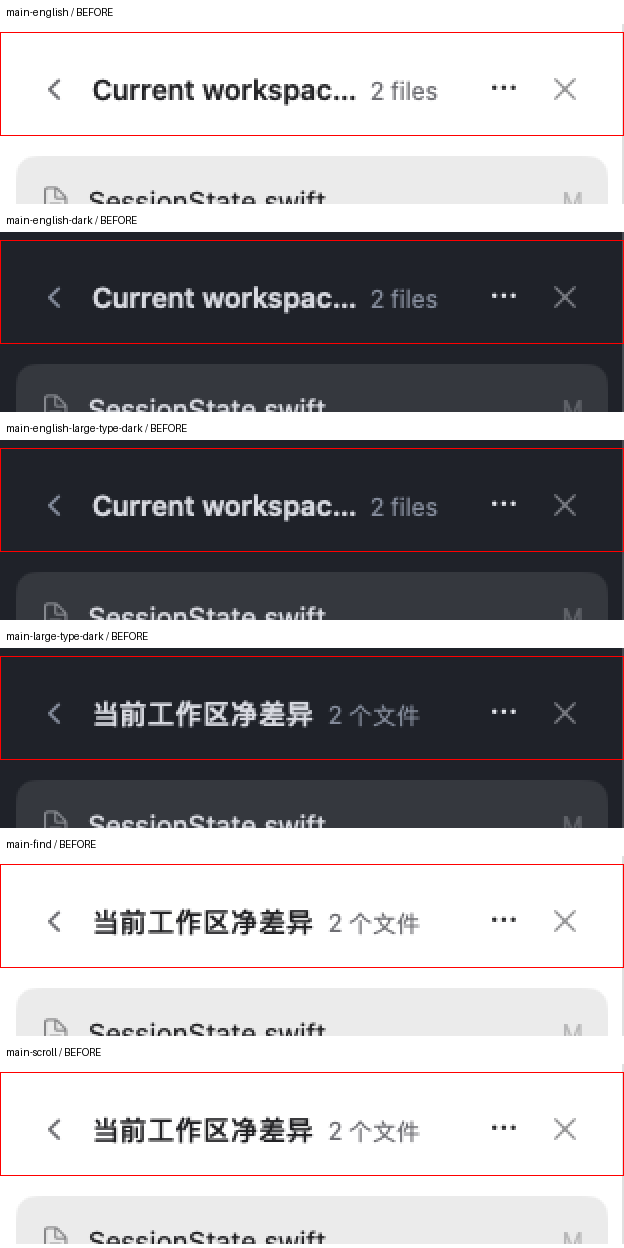 main-english / BEFORE
Current workspac... 2 files ...
SessionState.swift M
main-english-dark / BEFORE
Current workspac... 2 files ...
SessionState.swift M
main-english-large-type-dark / BEFORE
Current workspac... 2 files ...
SessionState.swift M
main-large-type-dark / BEFORE
当前工作区净差异 2 个文件 ...
SessionState.swift M
main-find / BEFORE
当前工作区净差异 2 个文件 ...
SessionState.swift M
main-scroll / BEFORE
当前工作区净差异 2 个文件 ...
SessionState.swift M